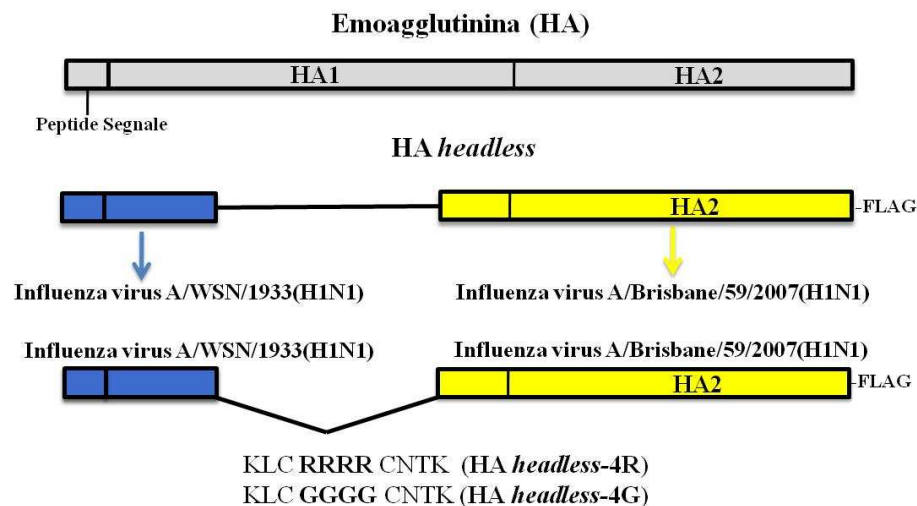 Emoagglutinina (HA)
HA1 HA2
Peptide Segnale
HA headless
HA2 -FLAG
Influenza virus A/WSN/1933(H1N1) Influenza virus A/Brisbane/59/2007(H1N1)
Influenza virus A/WSN/1933(H1N1) Influenza virus A/Brisbane/59/2007(H1N1)
HA2 -FLAG
KLC RRRR CNTK (HA headless-4R)
KLC GGGG CNTK (HA headless-4G)